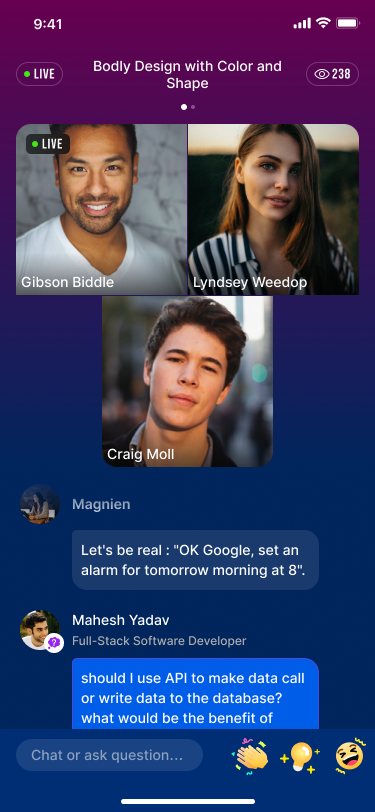 9:41
LIVE
Bodly Design with Color and
Shape
238
LIVE
Gibson Biddle
Lyndsey Weedop
Craig Moll
Magnien
Let's be real : "OK Google, set an
alarm for tomorrow morning at 8".
Mahesh Yadav
?
Full-Stack Software Developer
should I use API to make data call
or write data to the database?
what would be the benefit of
Chat or ask question...